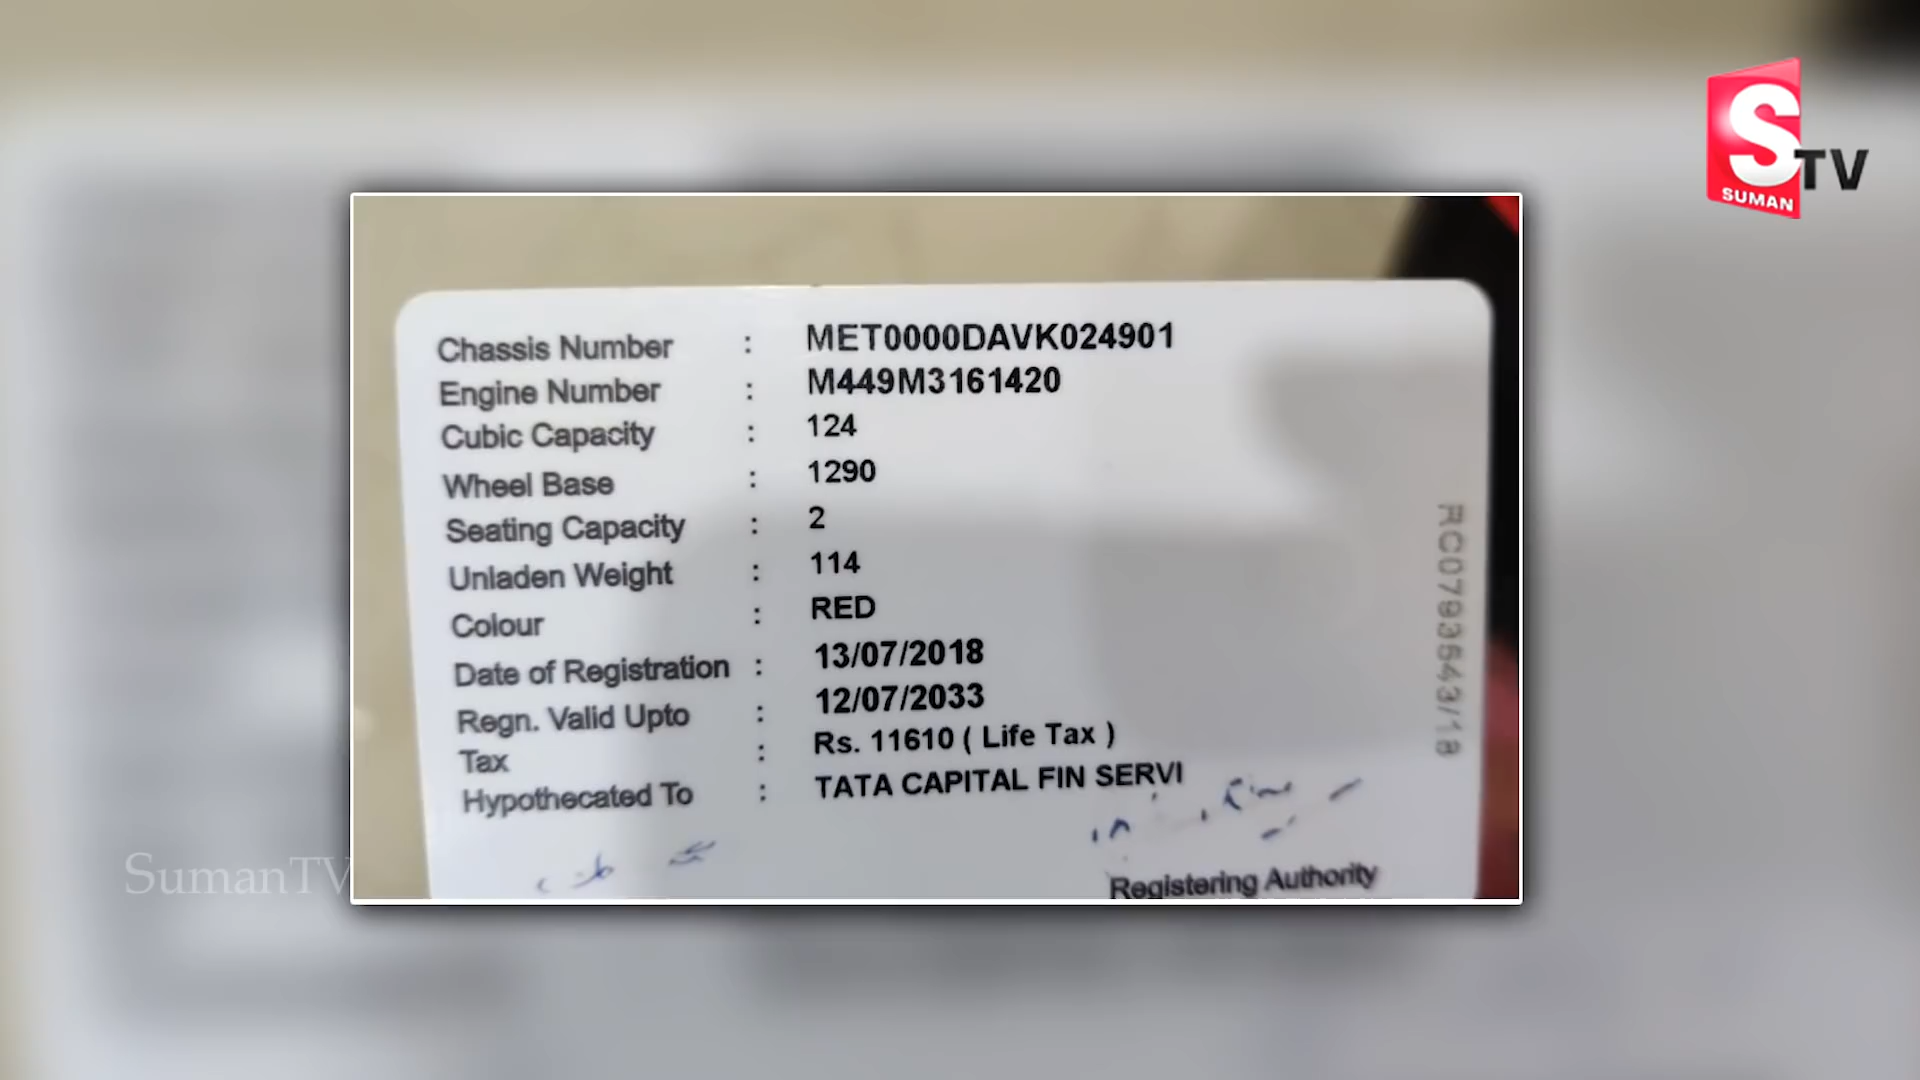 S
SUMAN
TV
Chassis Number : MET0000DAVK024901
Engine Number : M449M3161420
Cubic Capacity : 124
Wheel Base : 1290
Seating Capacity : 2
Unladen Weight : 114
Colour : RED
Date of Registration : 13/07/2018
Regn. Valid Upto : 12/07/2033
Tax : Rs. 11610 ( Life Tax )
Hypothecated To : TATA CAPITAL FIN SERVI
Registering Authority
RC07935543/18
SumanTV